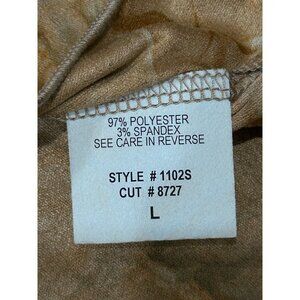 97% POLYESTER
3% SPANDEX
SEE CARE IN REVERSE
STYLE # 1102S
CUT # 8727
L